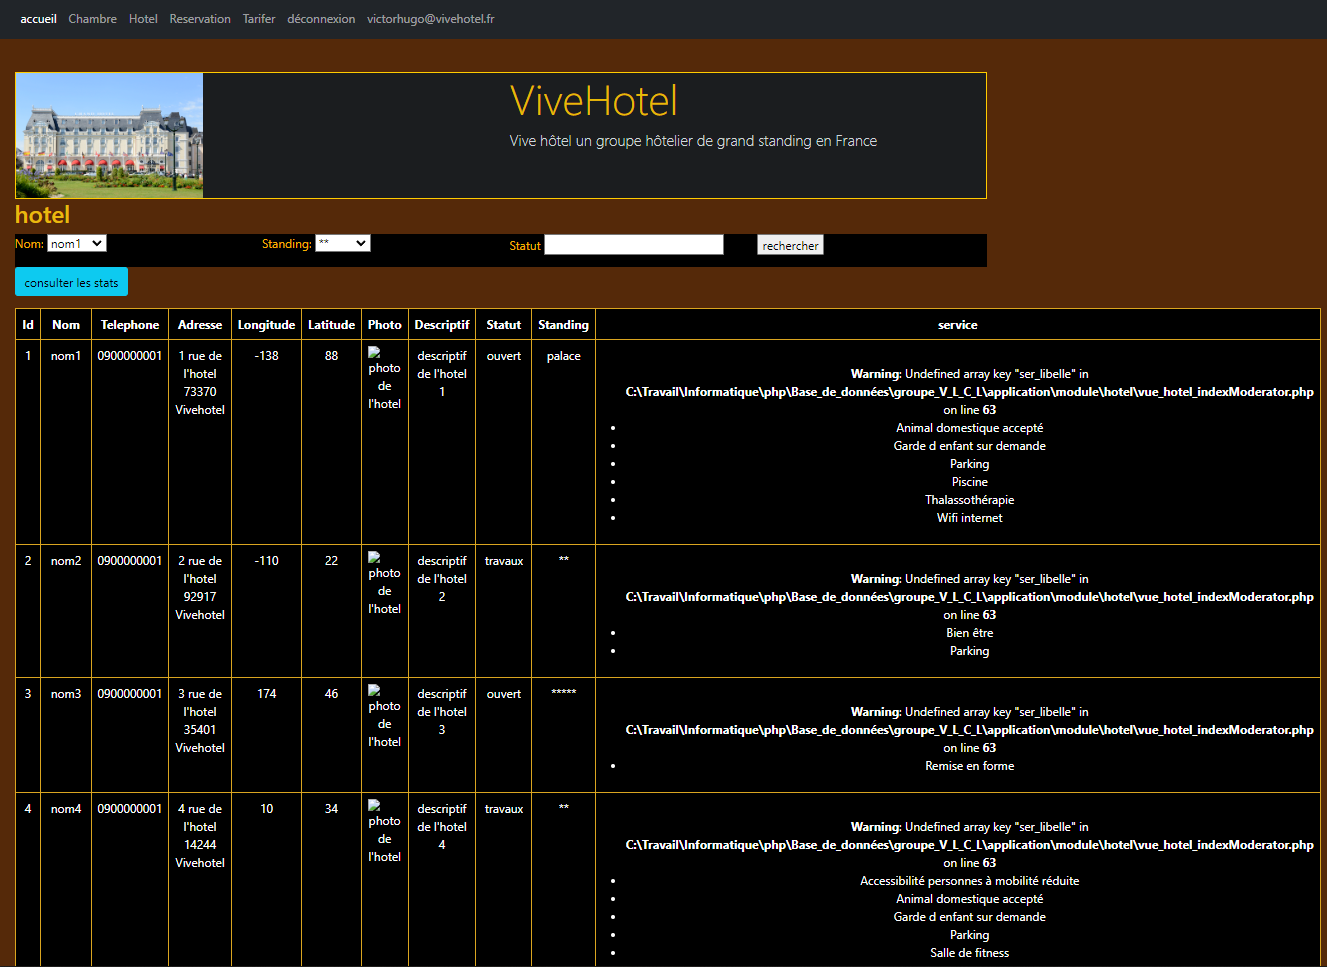 accueil Chambre Hotel Reservation Tarifer déconnexion victorhugo@vivehotel.fr
ViveHotel
Vive hôtel un groupe hôtelier de grand standing en France
hotel
Nom: nom1 Standing: ** Statut rechercher
consulter les stats
Id Nom Telephone Adresse Longitude Latitude Photo Descriptif Statut Standing service
1 nom1 0900000001 1 rue de l'hotel 73370 Vivehotel -138 88 photo de l'hotel descriptif de l'hotel 1 ouvert palace
Warning: Undefined array key "ser_libelle" in
C:\Travail\Informatique\php\Base_de_données\groupe_V_L_C_L\application\module\hotel\vue_hotel_indexModerator.php
on line 63
Animal domestique accepté
Garde d enfant sur demande
Parking
Piscine
Thalassothérapie
Wifi internet
2 nom2 0900000001 2 rue de l'hotel 92917 Vivehotel -110 22 photo de l'hotel descriptif de l'hotel 2 travaux **
Warning: Undefined array key "ser_libelle" in
C:\Travail\Informatique\php\Base_de_données\groupe_V_L_C_L\application\module\hotel\vue_hotel_indexModerator.php
on line 63
Bien être
Parking
3 nom3 0900000001 3 rue de l'hotel 35401 Vivehotel 174 46 photo de l'hotel descriptif de l'hotel 3 ouvert *****
Warning: Undefined array key "ser_libelle" in
C:\Travail\Informatique\php\Base_de_données\groupe_V_L_C_L\application\module\hotel\vue_hotel_indexModerator.php
on line 63
Remise en forme
4 nom4 0900000001 4 rue de l'hotel 14244 Vivehotel 10 34 photo de l'hotel descriptif de l'hotel 4 travaux **
Warning: Undefined array key "ser_libelle" in
C:\Travail\Informatique\php\Base_de_données\groupe_V_L_C_L\application\module\hotel\vue_hotel_indexModerator.php
on line 63
Accessibilité personnes à mobilité réduite
Animal domestique accepté
Garde d enfant sur demande
Parking
Salle de fitness